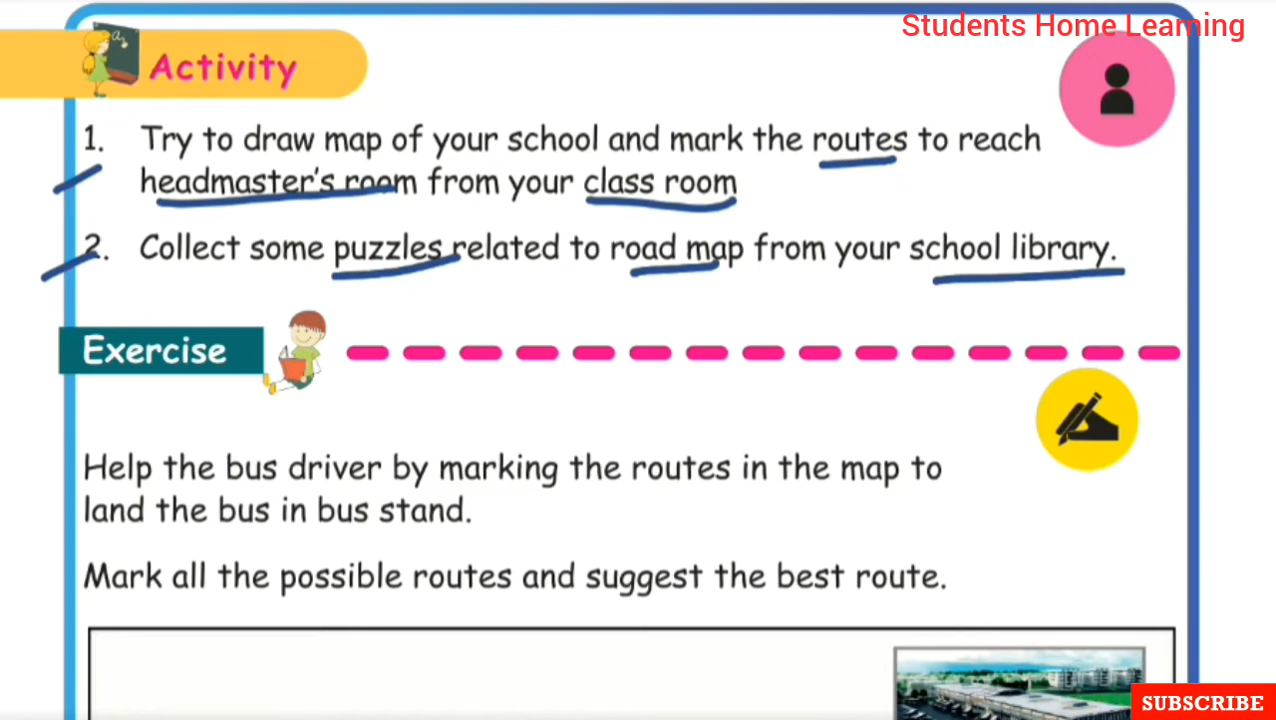 Students Home Learning
Activity
1. Try to draw map of your school and mark the routes to reach
headmaster's room from your class room
2. Collect some puzzles related to road map from your school library.
Exercise
Help the bus driver by marking the routes in the map to
land the bus in bus stand.
Mark all the possible routes and suggest the best route.
SUBSCRIBE